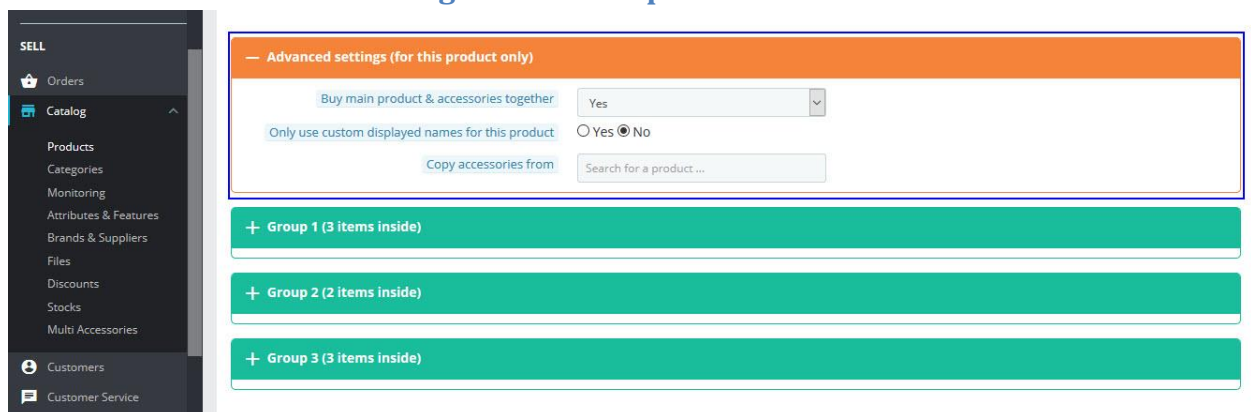 SELL
Orders
Catalog
Products
Categories
Monitoring
Attributes & Features
Brands & Suppliers
Files
Discounts
Stocks
Multi Accessories
Customers
Customer Service
— Advanced settings (for this product only)
Buy main product & accessories together Yes
Only use custom displayed names for this product Yes No
Copy accessories from Search for a product ...
+ Group 1 (3 items inside)
+ Group 2 (2 items inside)
+ Group 3 (3 items inside)